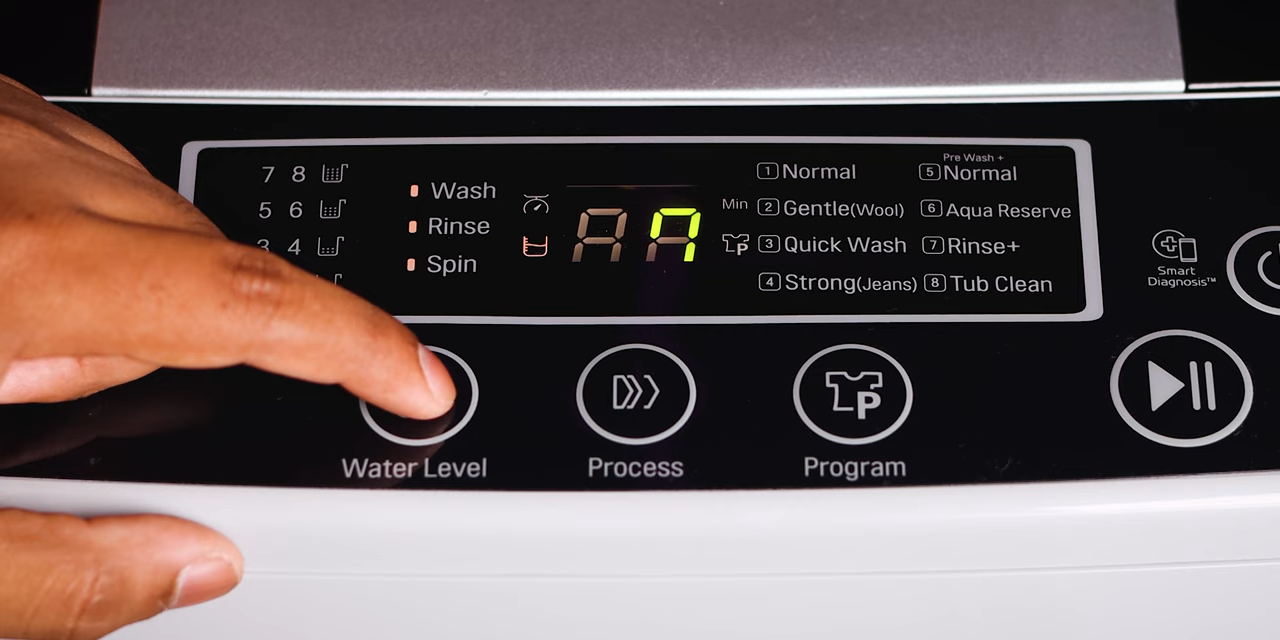 7 8
5 6
3 4
Wash
Rinse
Spin
7
Min
1 Normal
2 Gentle(Wool)
3 Quick Wash
4 Strong(Jeans)
P
Pre Wash +
5 Normal
6 Aqua Reserve
7 Rinse+
8 Tub Clean
Smart
Diagnosis™
Water Level
Process
P
Program